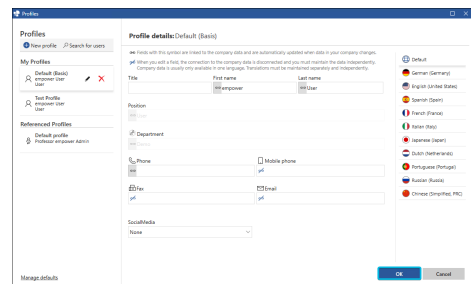 Profiles
Profiles
New profile Search for users
My Profiles
Default (Basis)
empower User
User
Test Profile
empower User
User
Referenced Profiles
Default profile
Professor empower Admin
Manage defaults
Profile details: Default (Basis)
Fields with this symbol are linked to the company data and are automatically updated when data in your company changes.
When you edit a field, the connection to the company data is disconnected and you must maintain the data independently.
Company data is usually only available in one language. Translations must be maintained separately and independently.
Title First name Last name
empower User
Position
Department
Phone Mobile phone
Fax Email
SocialMedia
None
Default
German (Germany)
English (United States)
Spanish (Spain)
French (France)
Italian (Italy)
Japanese (Japan)
Dutch (Netherlands)
Portuguese (Portugal)
Russian (Russia)
Chinese (Simplified, PRC)
OK Cancel